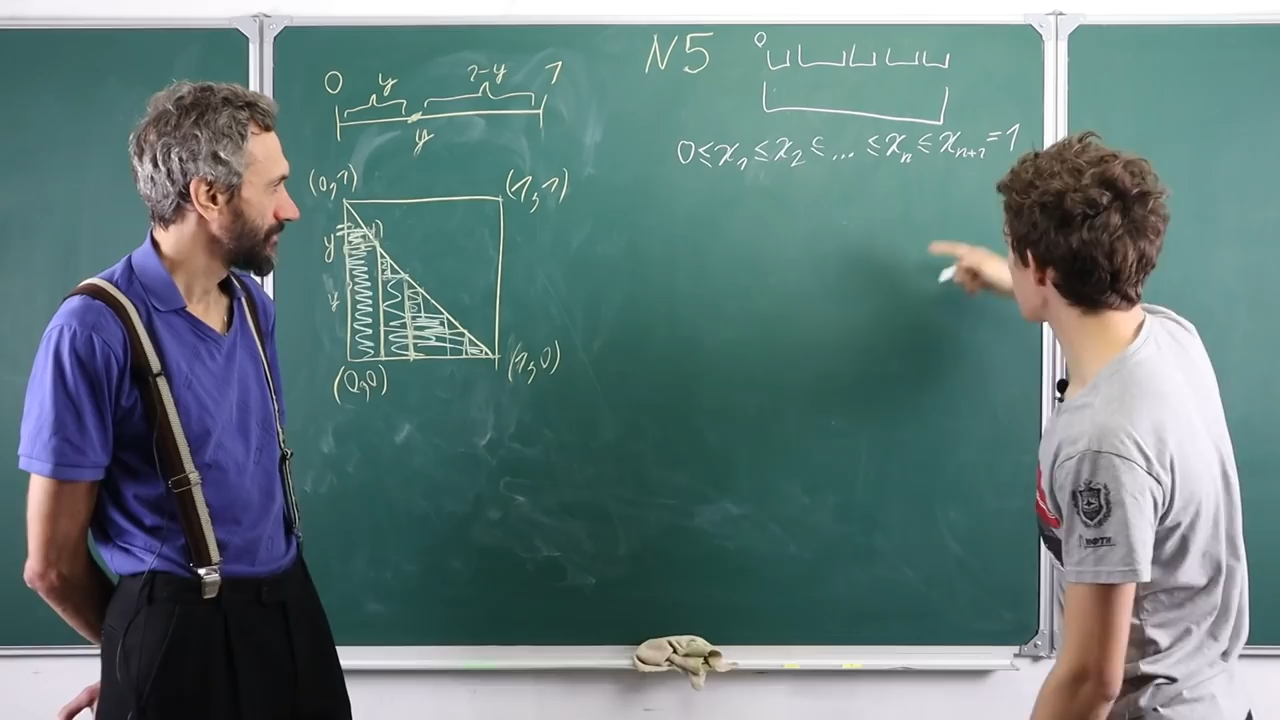 0 y 1-y 1
y
(0,1) (1,1)
y
y
(0,0) (1,0)
N5 0
0≤x₁≤x₂≤...≤xₙ≤xₙ₊₁=1
МФТИ